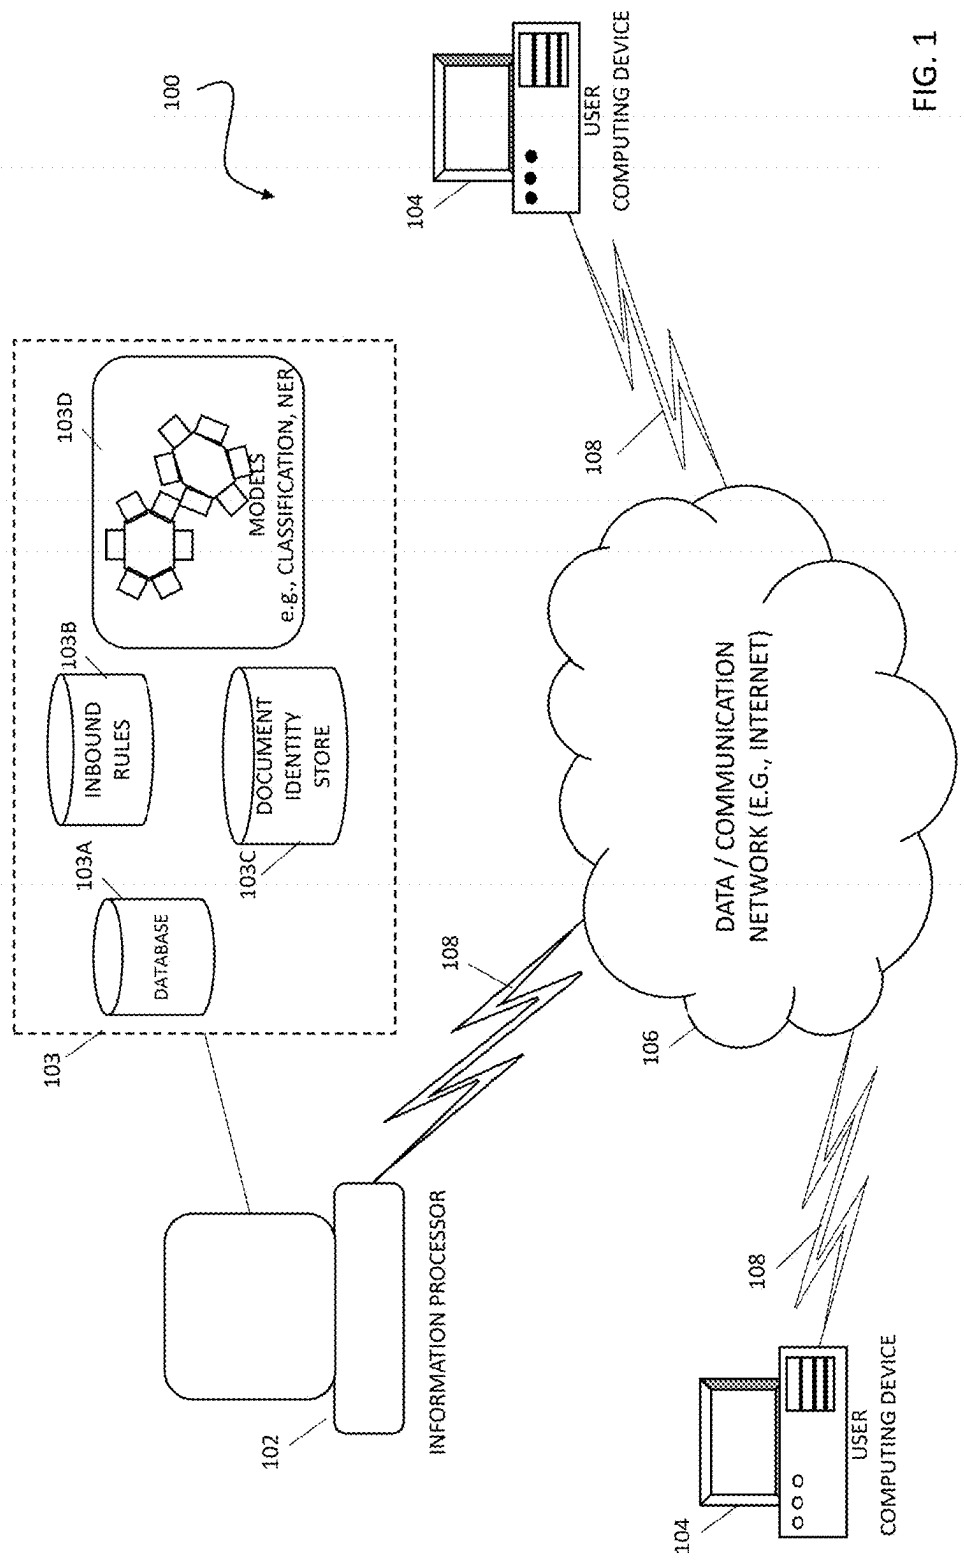 100
103
103A
DATABASE
103B
INBOUND
RULES
103C
DOCUMENT
IDENTITY
STORE
103D
MODELS
e.g., CLASSIFICATION, NER
102
INFORMATION PROCESSOR
108
104
USER
COMPUTING DEVICE
108
106
DATA / COMMUNICATION
NETWORK (E.G., INTERNET)
108
104
USER
COMPUTING DEVICE
FIG. 1